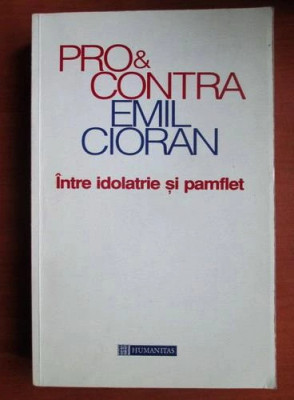 PRO&
CONTRA
EMIL
CIORAN
Între idolatrie și pamflet
HUMANITAS